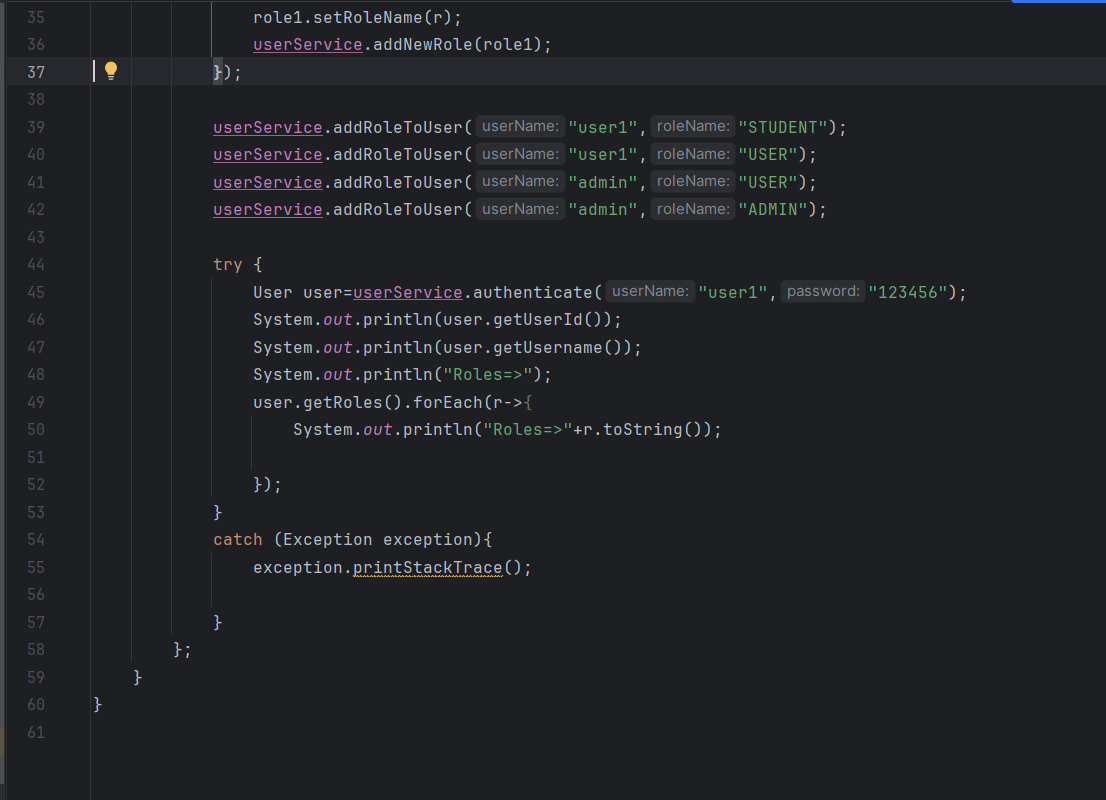 35 role1.setRoleName(r);
36 userService.addNewRole(role1);
37 });
38
39 userService.addRoleToUser( userName: "user1", roleName: "STUDENT");
40 userService.addRoleToUser( userName: "user1", roleName: "USER");
41 userService.addRoleToUser( userName: "admin", roleName: "USER");
42 userService.addRoleToUser( userName: "admin", roleName: "ADMIN");
43
44 try {
45 User user=userService.authenticate( userName: "user1", password: "123456");
46 System.out.println(user.getUserId());
47 System.out.println(user.getUsername());
48 System.out.println("Roles=>");
49 user.getRoles().forEach(r->{
50 System.out.println("Roles=>"+r.toString());
51
52 });
53 }
54 catch (Exception exception){
55 exception.printStackTrace();
56
57 }
58 };
59 }
60 }
61